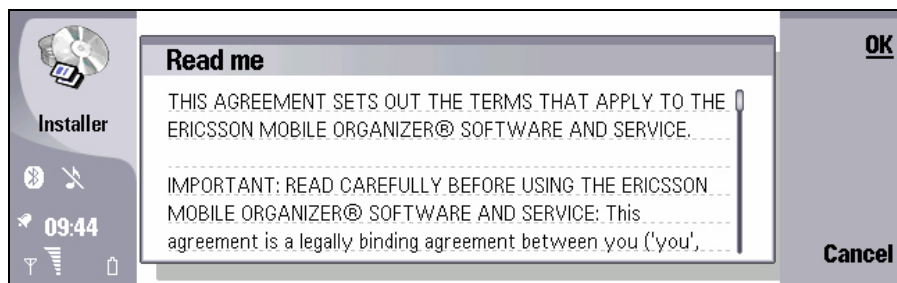 Installer
09:44
Read me
THIS AGREEMENT SETS OUT THE TERMS THAT APPLY TO THE
ERICSSON MOBILE ORGANIZER® SOFTWARE AND SERVICE.
IMPORTANT: READ CAREFULLY BEFORE USING THE ERICSSON
MOBILE ORGANIZER® SOFTWARE AND SERVICE: This
agreement is a legally binding agreement between you ('you',
OK
Cancel